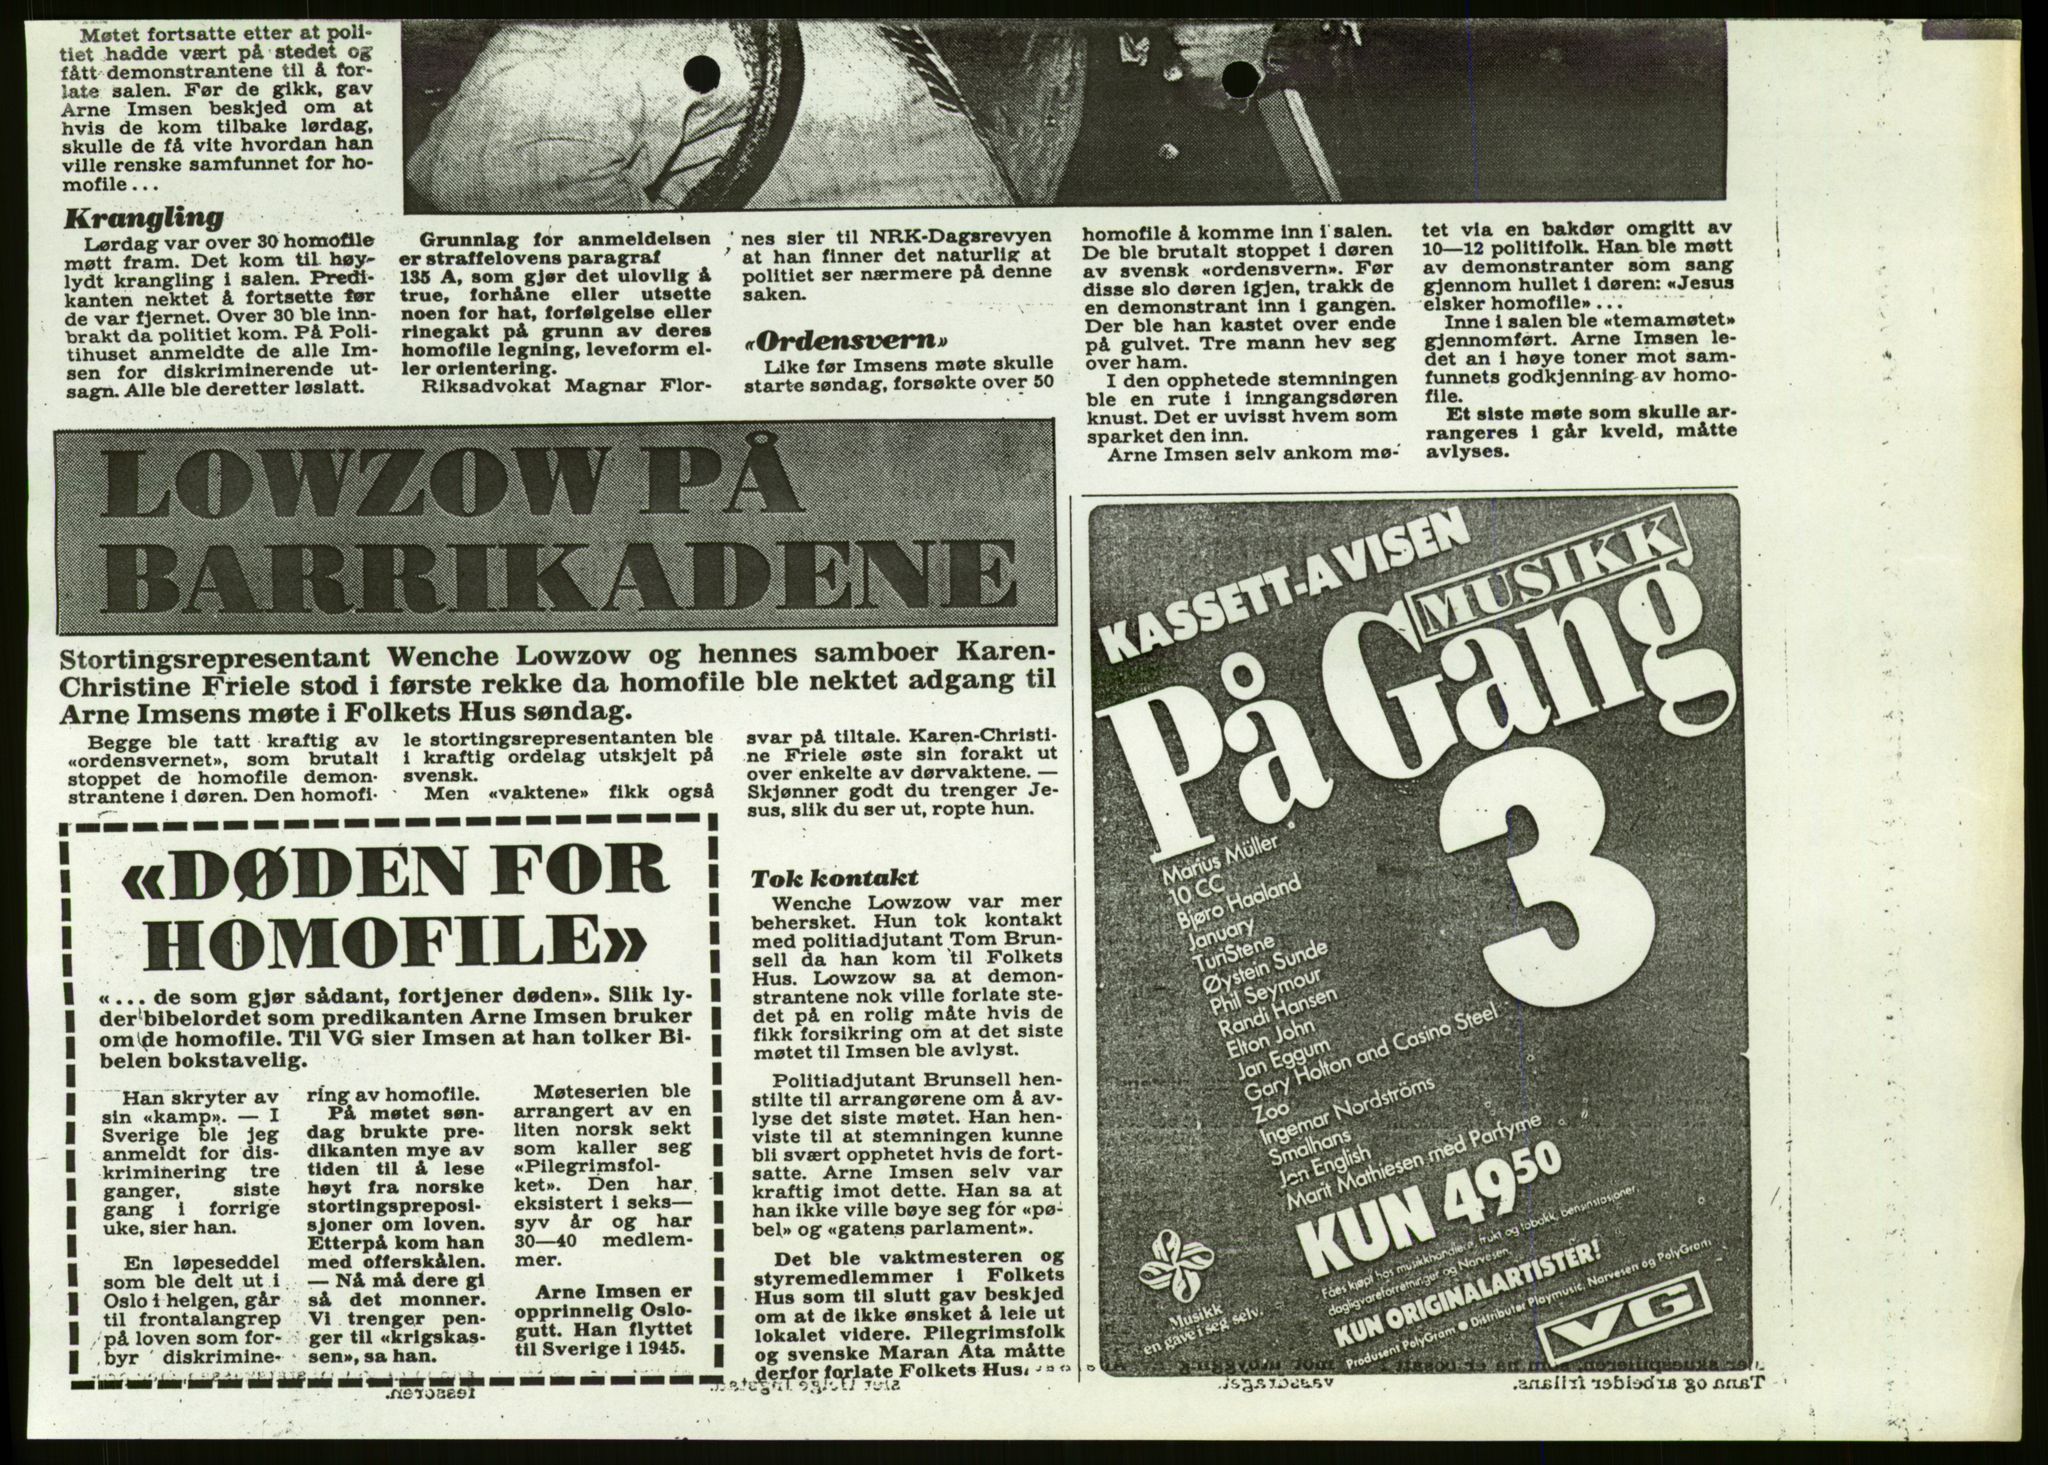 Møtet fortsatte etter at poli-
tiet hadde vært på stedet og
fått demonstrantene til å for-
late salen. Før de gikk, gav
Arne Imsen beskjed om at
hvis de kom tilbake lørdag,
skulle de få vite hvordan han
ville renske samfunnet for ho-
mofile...
Krangling
Lørdag var over 30 homofile
møtt fram. Det kom til høy-
lydt krangling i salen. Predi-
kanten nektet å fortsette før
de var fjernet. Over 30 ble inn-
brakt da politiet kom. På Poli-
tihuset anmeldte de alle Im-
sen for diskriminerende ut-
sagn. Alle ble deretter løslatt.
Grunnlag for anmeldelsen
er straffelovens paragraf
135 A, som gjør det ulovlig å
true, forhåne eller utsette
noen for hat, forfølgelse eller
rinegakt på grunn av deres
homofile legning, leveform el-
ler orientering.
Riksadvokat Magnar Flor-
nes sier til NRK-Dagsrevyen
at han finner det naturlig at
politiet ser nærmere på denne
saken.
«Ordensvern»
Like før Imsens møte skulle
starte søndag, forsøkte over 50
homofile å komme inn i salen.
De ble brutalt stoppet i døren
av svensk «ordensvern». Før
disse slo døren igjen, trakk de
en demonstrant inn i gangen.
Der ble han kastet over ende
på gulvet. Tre mann hev seg
over ham.
I den opphetede stemningen
ble en rute i inngangsdøren
knust. Det er uvisst hvem som
sparket den inn.
Arne Imsen selv ankom mø-
tet via en bakdør omgitt av
10—12 politifolk. Han ble møtt
av demonstranter som sang
gjennom hullet i døren: «Jesus
elsker homofile»...
Inne i salen ble «temamøtet»
gjennomført. Arne Imsen le-
det an i høye toner mot sam-
funnets godkjenning av homo-
file.
Et siste møte som skulle ar-
rangeres i går kveld, måtte
avlyses.
LOWZOW PÅ
BARRIKADENE
Stortingsrepresentant Wenche Lowzow og hennes samboer Karen-
Christine Friele stod i første rekke da homofile ble nektet adgang til
Arne Imsens møte i Folkets Hus søndag.
Begge ble tatt kraftig av
«ordensvernet», som brutalt
stoppet de homofile demon-
strantene i døren. Den homofi-
le stortingsrepresentanten ble
i kraftig ordelag utskjelt på
svensk.
Men «vaktene» fikk også
svar på tiltale. Karen-Christi-
ne Friele øste sin forakt ut
over enkelte av dørvaktene. —
Skjønner godt du trenger Je-
sus, slik du ser ut, ropte hun.
Tok kontakt
Wenche Lowzow var mer
behersket. Hun tok kontakt
med politiadjutant Tom Brun-
sell da han kom til Folkets
Hus. Lowzow sa at demon-
strantene nok ville forlate ste-
det på en rolig måte hvis de
fikk forsikring om at det siste
møtet til Imsen ble avlyst.
Politiadjutant Brunsell hen-
stilte til arrangørene om å av-
lyse det siste møtet. Han hen-
viste til at stemningen kunne
bli svært opphetet hvis de fort-
satte. Arne Imsen selv var
kraftig imot dette. Han sa at
han ikke ville bøye seg for «pø-
bel» og «gatens parlament».
Det ble vaktmesteren og
styremedlemmer i Folkets
Hus som til slutt gav beskjed
om at de ikke ønsket å leie ut
lokalet videre. Pilegrimsfolk
og svenske Maran Ata måtte
derfor forlate Folkets Hus.
«DØDEN FOR
HOMOFILE»
«... de som gjør sådant, fortjener døden». Slik ly-
der bibelordet som predikanten Arne Imsen bruker
om de homofile. Til VG sier Imsen at han tolker Bi-
belen bokstavelig.
Han skryter av
sin «kamp». — I
Sverige ble jeg
anmeldt for dis-
kriminering tre
ganger, siste
gang i forrige
uke, sier han.
En løpeseddel
som ble delt ut i
Oslo i helgen, går
til frontalangrep
på loven som for-
byr diskrimine-
ring av homofile.
På møtet søn-
dag brukte pre-
dikanten mye av
tiden til å lese
høyt fra norske
stortingsreposi-
sjoner om loven.
Etterpå kom han
med offerskålen.
— Nå må dere gi
så det monner.
Vi trenger pen-
ger til «krigskas-
sen», sa han.
Møteserien ble
arrangert av en
liten norsk sekt
som kaller seg
«Pilegrimsfol-
ket». Den har
eksistert i seks—
syv år og har
30—40 medlem-
mer.
Arne Imsen er
opprinnelig Oslo-
gutt. Han flyttet
til Sverige i 1945.
KASSETT-AVISEN
MUSIKK
På Gang
3
Marius Müller
10 CC
Bjøro Haaland
January
Turi Stene
Øystein Sunde
Phil Seymour
Randi Hansen
Elton John
Jan Eggum
Gary Holton and Casino Steel
Zoo
Ingemar Nordströms
Smalhans
Jon English
Marit Mathiesen med Parfyme
KUN 49 50
Fåes kjøpt hos musikkhandlere, frukt og tobakk, bensinstasjoner,
dagligvareforretninger og Narvesen.
KUN ORIGINALARTISTER!
Produsent PolyGram ● Distributør Playmusic, Narvesen og PolyGram.
VG
Musikk
en gave i seg selv.
Tana og arbeider frilans.
vassdraget.
sier Helge Ingstad.
fessoren.